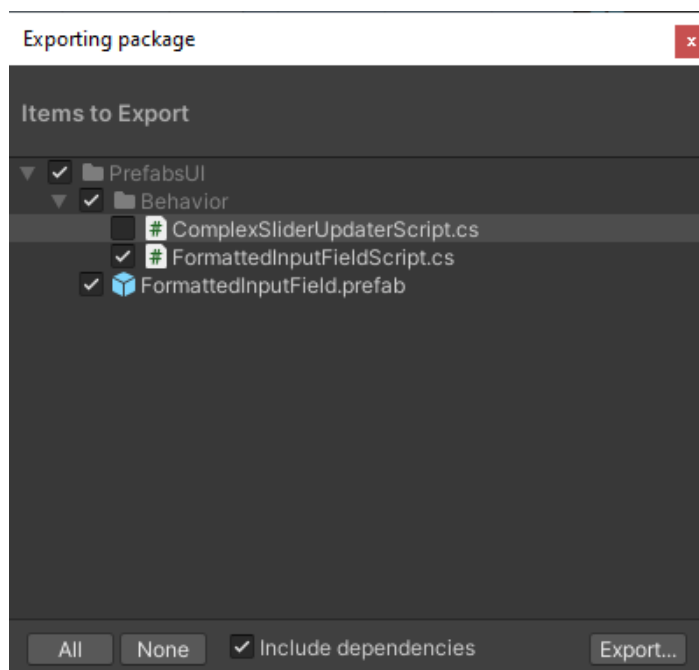 Exporting package
x
Items to Export
PrefabsUI
Behavior
# ComplexSliderUpdaterScript.cs
# FormattedInputFieldScript.cs
FormattedInputField.prefab
All None Include dependencies Export...